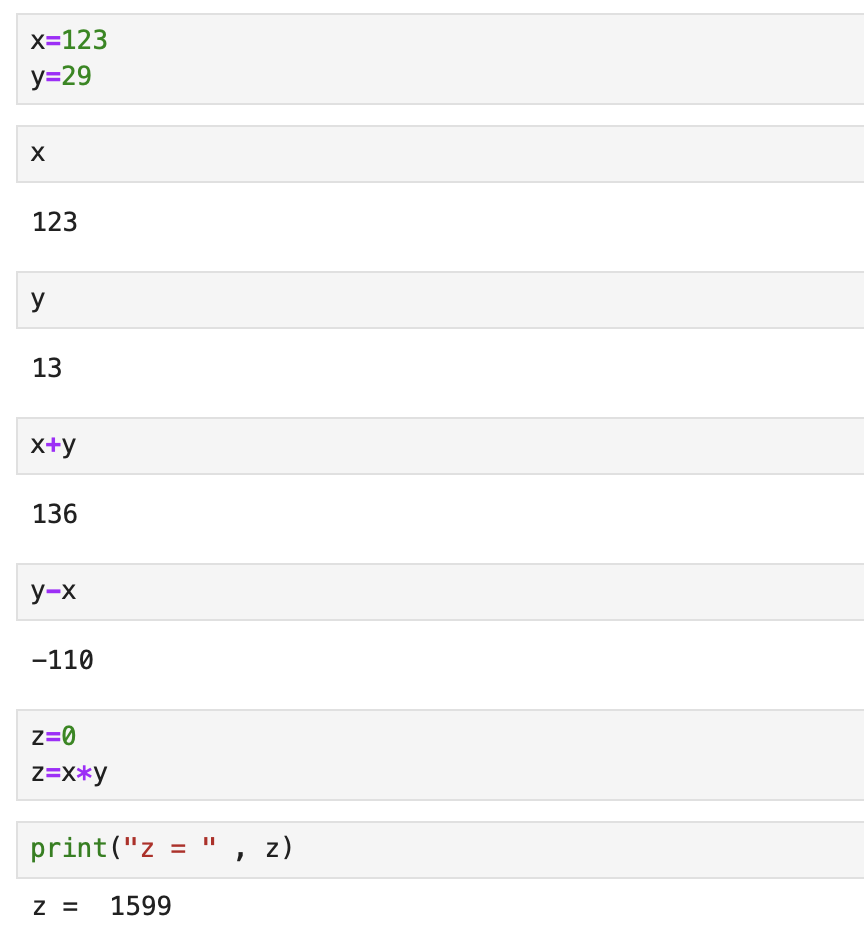 x=123
y=29
x
123
y
13
x+y
136
y-x
-110
z=0
z=x*y
print("z = " , z)
z =  1599